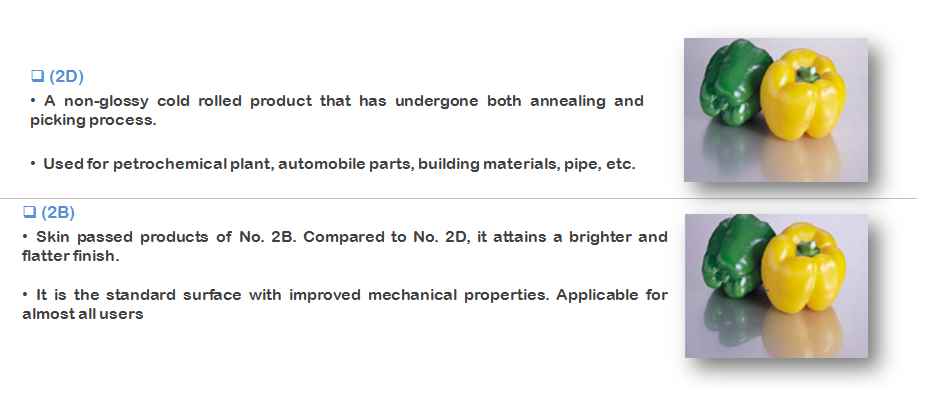 ❑ (2D)
• A non-glossy cold rolled product that has undergone both annealing and
picking process.
• Used for petrochemical plant, automobile parts, building materials, pipe, etc.
❑ (2B)
• Skin passed products of No. 2B. Compared to No. 2D, it attains a brighter and
flatter finish.
• It is the standard surface with improved mechanical properties. Applicable for
almost all users